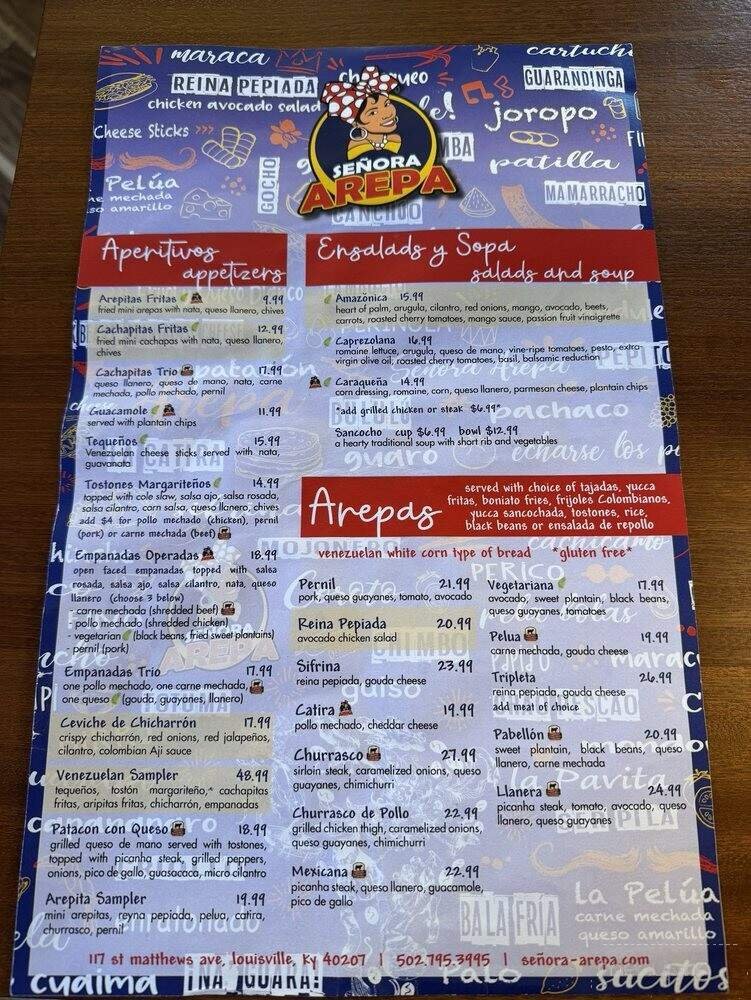 maraca
REINA PEPIADA
chicken avocado salad
cartuch
GUARANDINGA
joropo
Cheese Sticks >>>
patilla
MAMARRACHO
GOCHO
Pelúa
carne mechada
queso amarillo
SEÑORA
AREPA
CANCHUO
Aperitivos
appetizers
Arepitas Fritas 9.99
fried mini arepas with nata, queso llanero, chives
Cachapitas Fritas 12.99
fried mini cachapas with nata, queso llanero,
chives
Cachapitas Trio 17.99
queso llanero, queso de mano, nata, carne
mechada, pollo mechado, pernil
Guacamole 11.99
served with plantain chips
Tequeños 15.99
Venezuelan cheese sticks served with nata,
guavanata
Tostones Margariteños 14.99
topped with cole slaw, salsa ajo, salsa rosada,
salsa cilantro, corn salsa, queso llanero, chives
add $4 for pollo mechado (chicken), pernil
(pork) or carne mechada (beef)
Empanadas Operadas 18.99
open faced empanadas topped with salsa
rosada, salsa ajo, salsa cilantro, nata, queso
llanero (choose 3 below)
- carne mechada (shredded beef)
- pollo mechado (shredded chicken)
- vegetarian (black beans, fried sweet plantains)
- pernil (pork)
Empanadas Trio 17.99
one pollo mechado, one carne mechada,
one queso (gouda, guayanes, llanero)
Ceviche de Chicharrón 17.99
crispy chicharrón, red onions, red jalapeños,
cilantro, colombian Aji sauce
Venezuelan Sampler 48.99
tequeños, tostón margariteño,* cachapitas
fritas, aripitas fritas, chicharrón, empanadas
Patacon con Queso 18.99
grilled queso de mano served with tostones,
topped with picanha steak, grilled peppers,
onions, pico de gallo, guasacaca, micro cilantro
Arepita Sampler 19.99
mini arepitas, reyna pepiada, pelua, catira,
churrasco, pernil
Ensalads y Sopa
salads and soup
Amazónica 15.99
heart of palm, arugula, cilantro, red onions, mango, avocado, beets,
carrots, roasted cherry tomatoes, mango sauce, passion fruit vinaigrette
Caprezolana 16.99
romaine lettuce, arugula, queso de mano, vine-ripe tomatoes, pesto, extra-
virgin olive oil, roasted cherry tomatoes, basil, balsamic reduction
Caraqueña 14.99
corn dressing, romaine, corn, queso llanero, parmesan cheese, plantain chips
*add grilled chicken or steak $6.99*
Sancocho cup $6.99 bowl $12.99
a hearty traditional soup with short rib and vegetables
Arepas
served with choice of tajadas, yucca
fritas, boniato fries, frijoles Colombianos,
yucca sancochada, tostones, rice,
black beans or ensalada de repollo
venezuelan white corn type of bread *gluten free*
Pernil 21.99
pork, queso guayanes, tomato, avocado
Reina Pepiada 20.99
avocado chicken salad
Sifrina 23.99
reina pepiada, gouda cheese
Catira 19.99
pollo mechado, cheddar cheese
Churrasco 27.99
sirloin steak, caramelized onions, queso
guayanes, chimichurri
Churrasco de Pollo 22.99
grilled chicken thigh, caramelized onions,
queso guayanes, chimichurri
Mexicana 22.99
picanha steak, queso llanero, guacamole,
pico de gallo
Vegetariana 17.99
avocado, sweet plantain, black beans,
queso guayanes, tomatoes
Pelua 19.99
carne mechada, gouda cheese
Tripleta 26.99
reina pepiada, gouda cheese
add meat of choice
Pabellón 20.99
sweet plantain, black beans, queso
llanero, carne mechada
Llanera 24.99
picanha steak, tomato, avocado, queso
llanero, queso guayanes
La Pelúa
carne mechada
queso amarillo
BALA FRIA
117 st matthews ave, louisville, ky 40207 | 502.795.3995 | señora-arepa.com
cuaima
¡NA' GUARA!
palo
sucitos